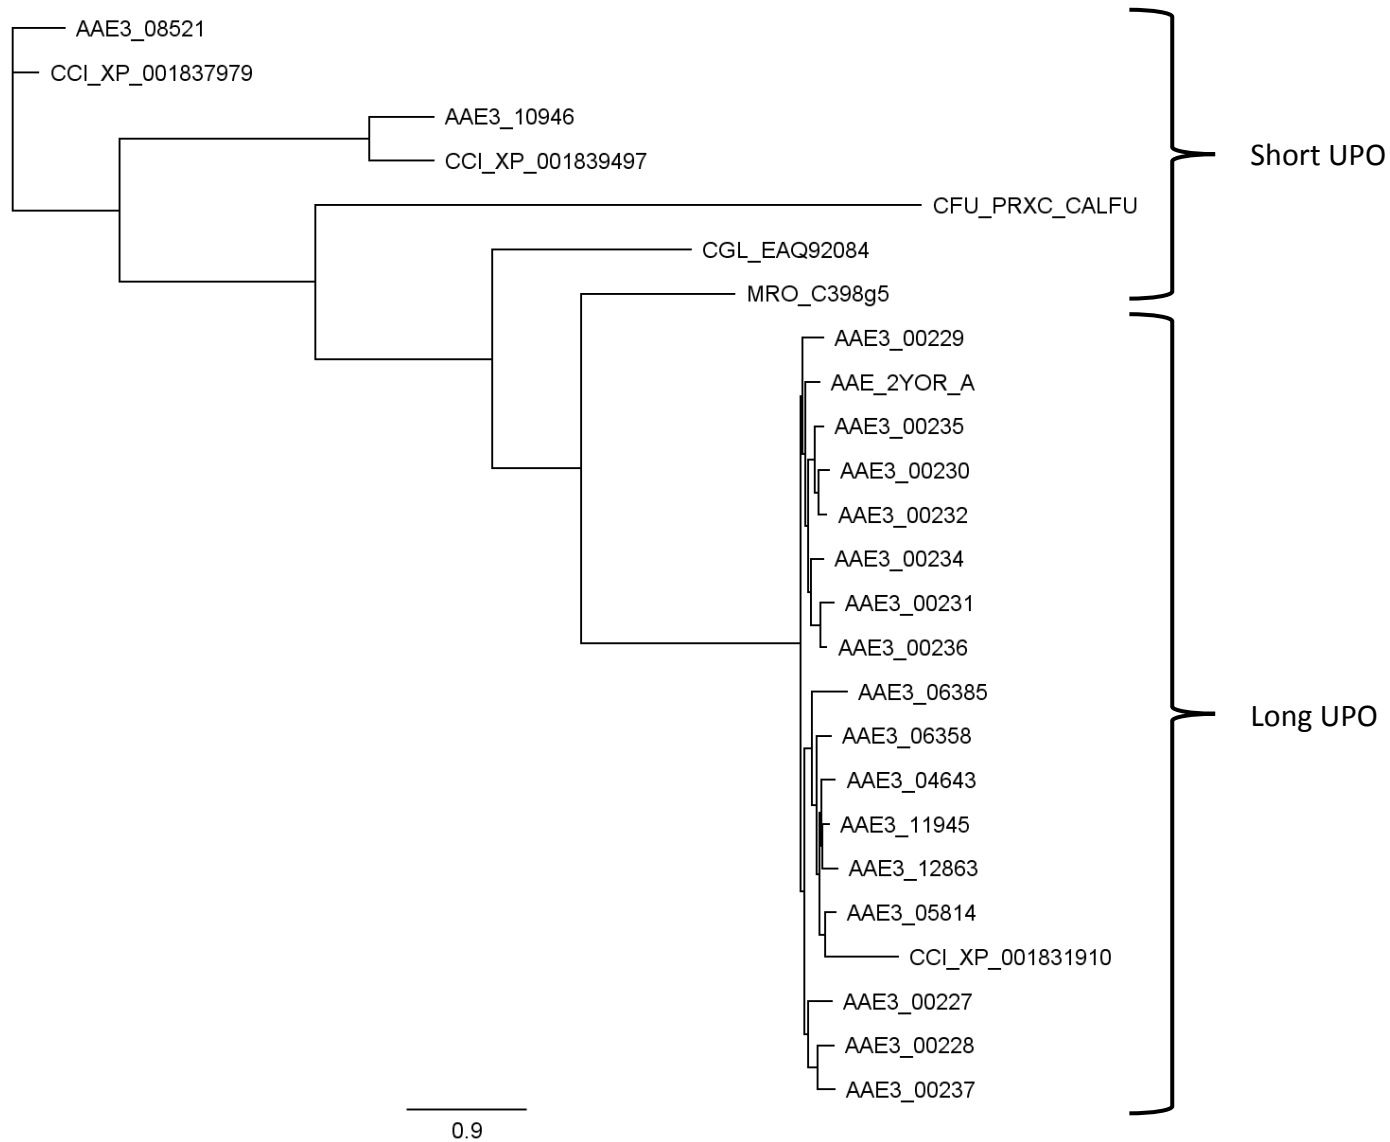 AAE3_08521
CCI_XP_001837979
AAE3_10946
CCI_XP_001839497
Short UPO
CFU_PRXC_CALFU
CGL_EAQ92084
MRO_C398g5
AAE3_00229
AAE_2YOR_A
AAE3_00235
AAE3_00230
AAE3_00232
AAE3_00234
AAE3_00231
AAE3_00236
AAE3_06385
Long UPO
AAE3_06358
AAE3_04643
AAE3_11945
AAE3_12863
AAE3_05814
CCI_XP_001831910
AAE3_00227
AAE3_00228
AAE3_00237
0.9